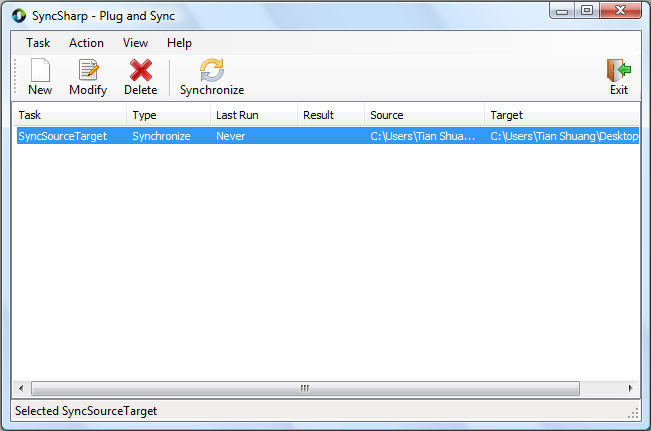 SyncSharp - Plug and Sync
Task Action View Help
New Modify Delete Synchronize Exit
Task Type Last Run Result Source Target
SyncSourceTarget Synchronize Never C:\Users\Tian Shua... C:\Users\Tian Shuang\Desktop
Selected SyncSourceTarget